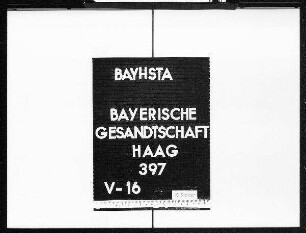 BAYHSTA
BAYERISCHE
GESANDTSCHAFT
HAAG
397
V-16